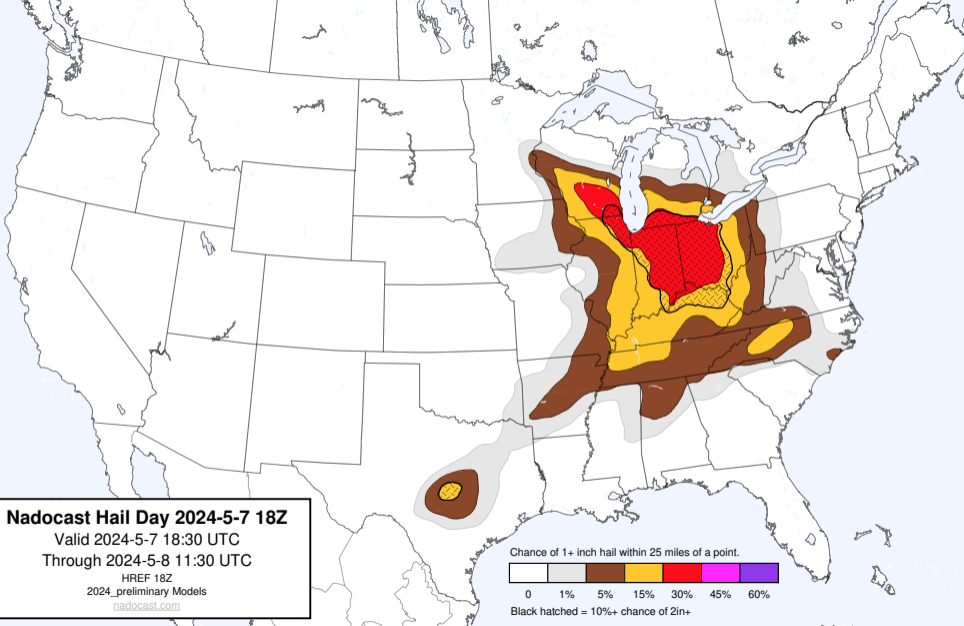 Nadocast Hail Day 2024-5-7 18Z
Valid 2024-5-7 18:30 UTC
Through 2024-5-8 11:30 UTC
HREF 18Z
2024_preliminary Models
nadocast.com
Chance of 1+ inch hail within 25 miles of a point.
0 1% 5% 15% 30% 45% 60%
Black hatched = 10%+ chance of 2in+